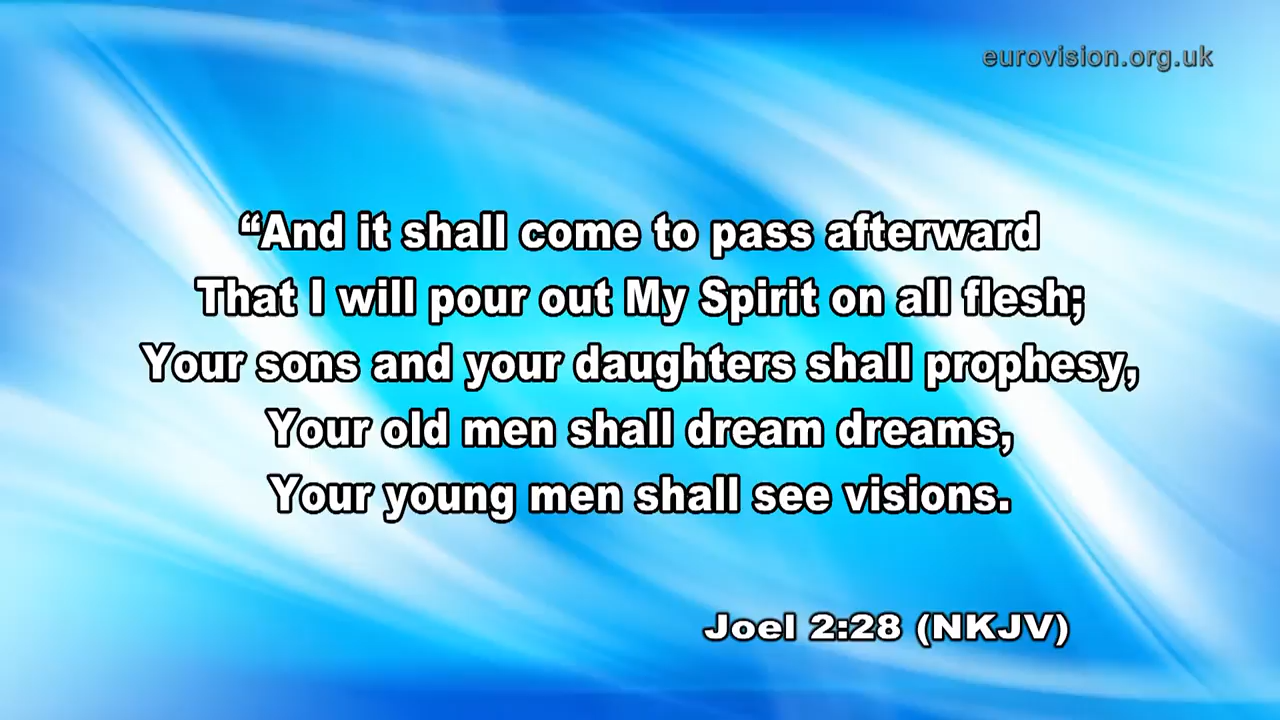 eurovision.org.uk
“And it shall come to pass afterward
That I will pour out My Spirit on all flesh;
Your sons and your daughters shall prophesy,
Your old men shall dream dreams,
Your young men shall see visions.
Joel 2:28 (NKJV)